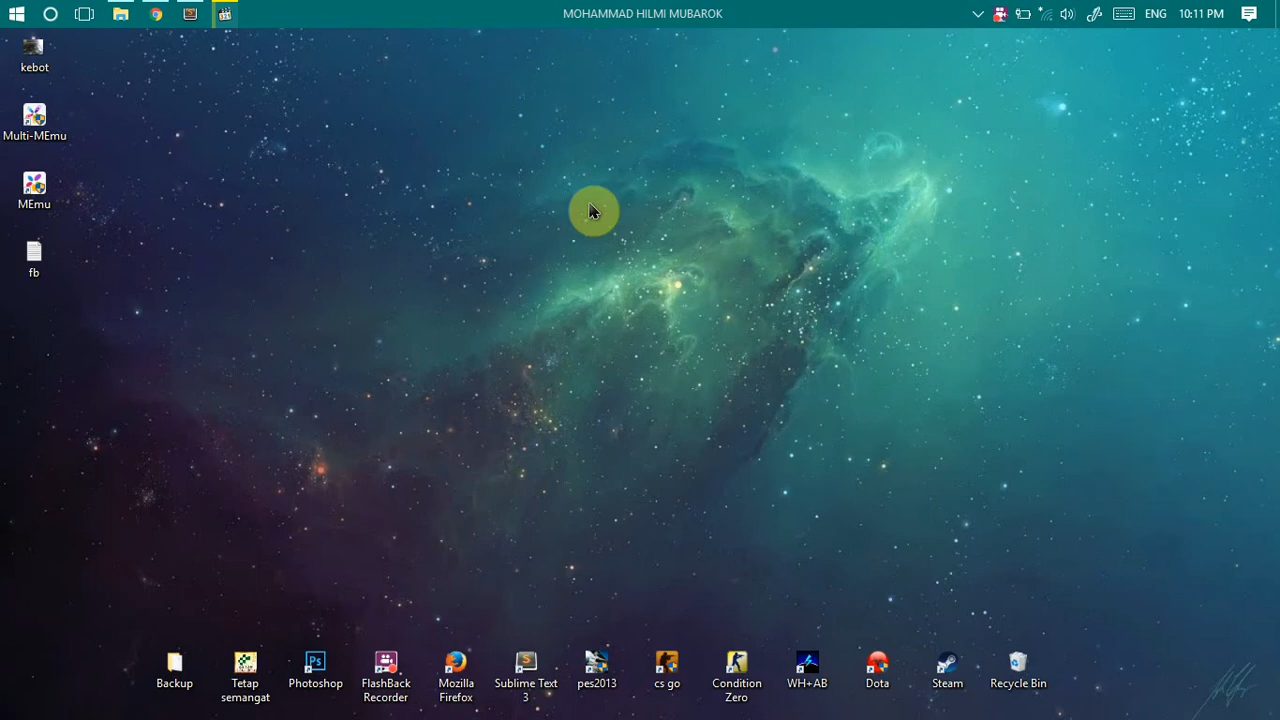 MOHAMMAD HILMI MUBAROK
ENG
10:11 PM
kebot
Multi-MEmu
MEmu
fb
Backup
Tetap
semangat
Ps
Photoshop
FlashBack
Recorder
Mozilla
Firefox
Sublime Text
3
pes2013
cs go
Condition
Zero
WH+AB
Dota
Steam
Recycle Bin